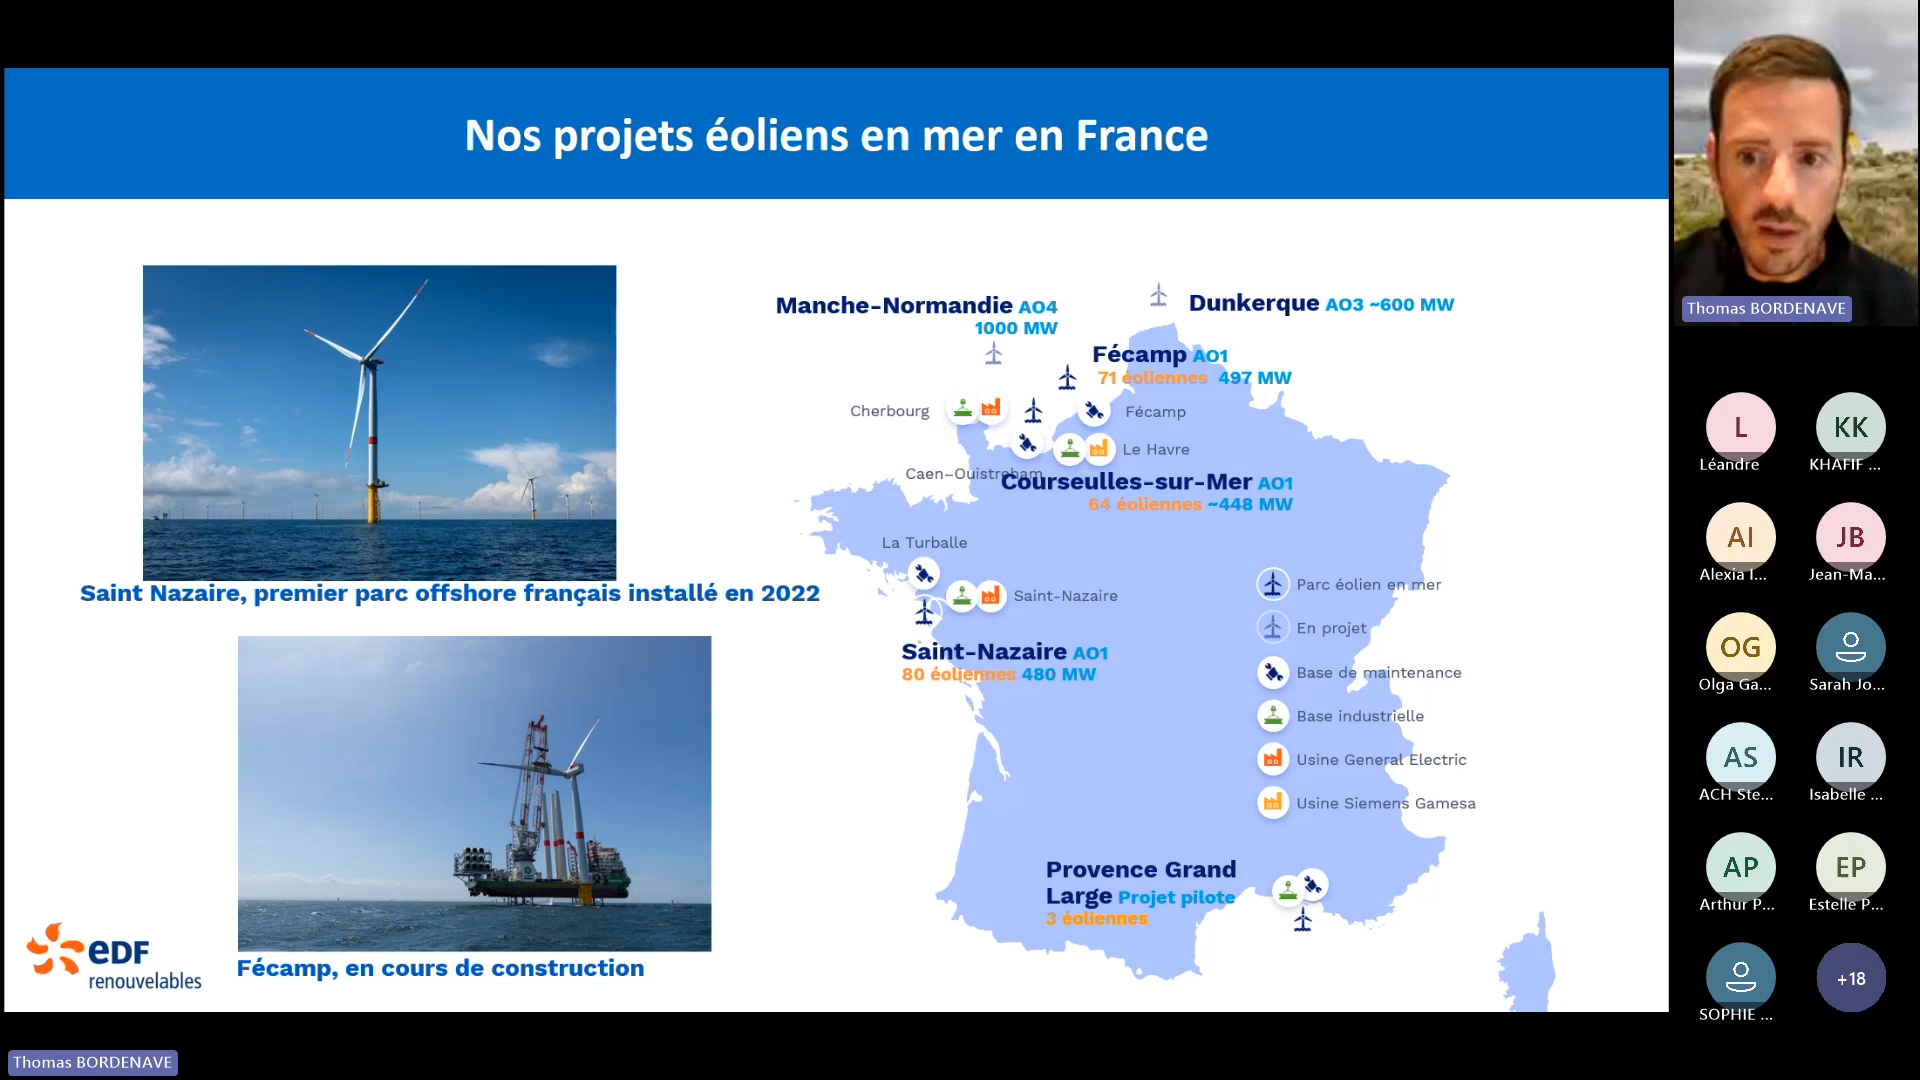 Nos projets éoliens en mer en France
Manche-Normandie AO4
1000 MW
Dunkerque AO3 ~600 MW
Fécamp AO1
71 éoliennes 497 MW
Cherbourg
Fécamp
Le Havre
Caen-Ouistreham
Courseulles-sur-Mer AO1
64 éoliennes ~448 MW
La Turballe
Saint-Nazaire
Saint-Nazaire AO1
80 éoliennes 480 MW
Parc éolien en mer
En projet
Base de maintenance
Base industrielle
Usine General Electric
Usine Siemens Gamesa
Provence Grand
Large Projet pilote
3 éoliennes
Saint Nazaire, premier parc offshore français installé en 2022
Fécamp, en cours de construction
eDF
renouvelables
Thomas BORDENAVE
Thomas BORDENAVE
L
Léandre
KK
KHAFIF ...
AI
Alexia I...
JB
Jean-Ma...
OG
Olga Ga...
Sarah Jo...
AS
ACH Ste...
IR
Isabelle ...
AP
Arthur P...
EP
Estelle P...
SOPHIE ...
+18